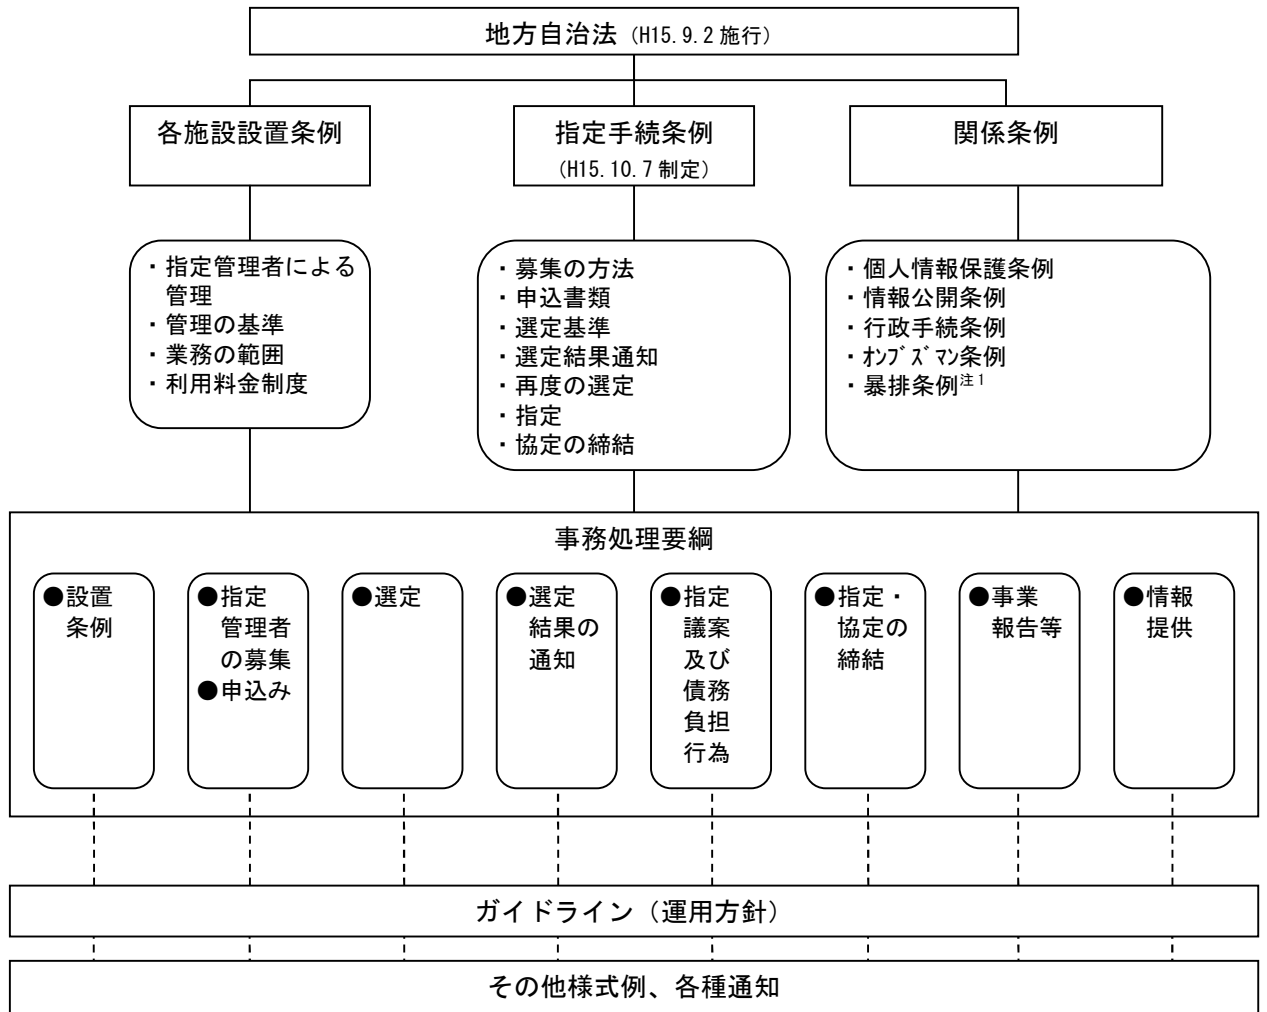 地方自治法（H15.9.2 施行）
各施設設置条例
指定手続条例
（H15.10.7 制定）
関係条例
・指定管理者による
管理
・管理の基準
・業務の範囲
・利用料金制度
・募集の方法
・申込書類
・選定基準
・選定結果通知
・再度の選定
・指定
・協定の締結
・個人情報保護条例
・情報公開条例
・行政手続条例
・ｵﾝﾌﾞｽﾞﾏﾝ条例
・暴排条例注1
事務処理要綱
●設置
条例
●指定
管理者
の募集
●申込み
●選定
●選定
結果の
通知
●指定
議案
及び
債務
負担
行為
●指定・
協定の
締結
●事業
報告等
●情報
提供
ガイドライン（運用方針）
その他様式例、各種通知